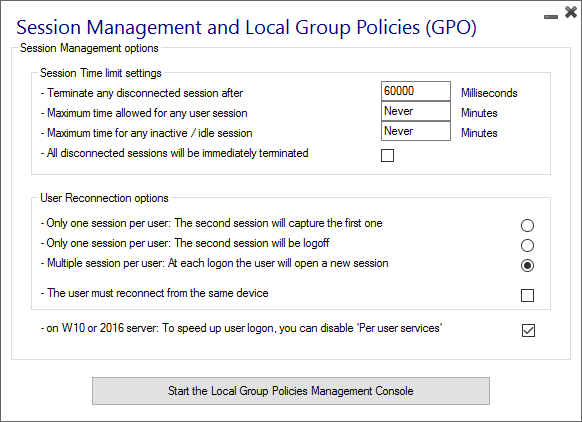 Session Management and Local Group Policies (GPO)
Session Management options
Session Time limit settings
- Terminate any disconnected session after 60000 Milliseconds
- Maximum time allowed for any user session Never Minutes
- Maximum time for any inactive / idle session Never Minutes
- All disconnected sessions will be immediately terminated
User Reconnection options
- Only one session per user: The second session will capture the first one
- Only one session per user: The second session will be logoff
- Multiple session per user: At each logon the user will open a new session
- The user must reconnect from the same device
- on W10 or 2016 server: To speed up user logon, you can disable 'Per user services'
Start the Local Group Policies Management Console